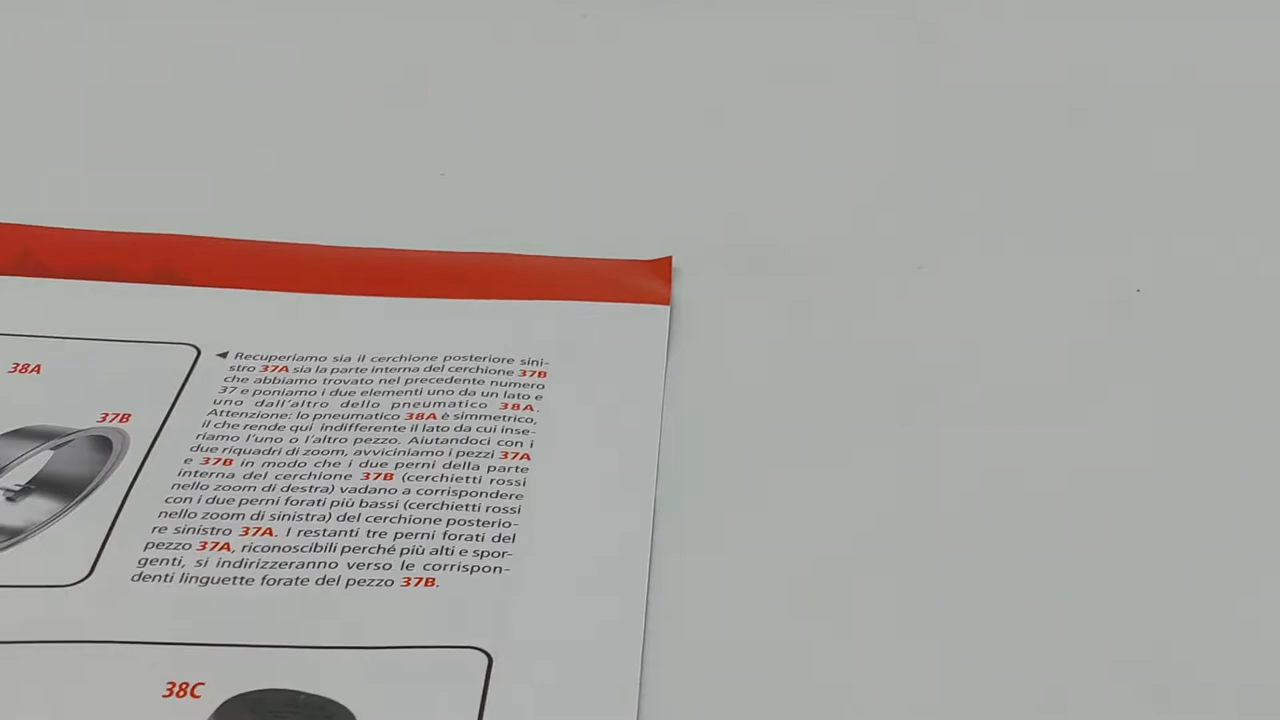 38A
37B
Recuperiamo sia il cerchione posteriore sini-
stro 37A sia la parte interna del cerchione 37B
che abbiamo trovato nel precedente numero
37 e poniamo i due elementi uno da un lato e
uno dall'altro dello pneumatico 38A.
Attenzione: lo pneumatico 38A è simmetrico,
il che rende qui indifferente il lato da cui inse-
riamo l'uno o l'altro pezzo. Aiutandoci con i
due riquadri di zoom, avviciniamo i pezzi 37A
e 37B in modo che i due perni della parte
interna del cerchione 37B (cerchietti rossi
nello zoom di destra) vadano a corrispondere
con i due perni forati più bassi (cerchietti rossi
nello zoom di sinistra) del cerchione posterio-
re sinistro 37A. I restanti tre perni forati del
pezzo 37A, riconoscibili perché più alti e spor-
genti, si indirizzeranno verso le corrispon-
denti linguette forate del pezzo 37B.
38C